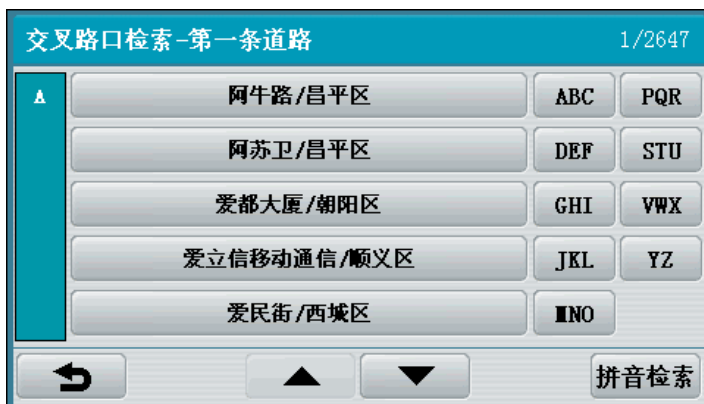 交叉路口检索-第一条道路 1/2647
A 阿牛路/昌平区 ABC PQR
阿苏卫/昌平区 DEF STU
爱都大厦/朝阳区 GHI VWX
爱立信移动通信/顺义区 JKL YZ
爱民街/西城区 MNO
拼音检索